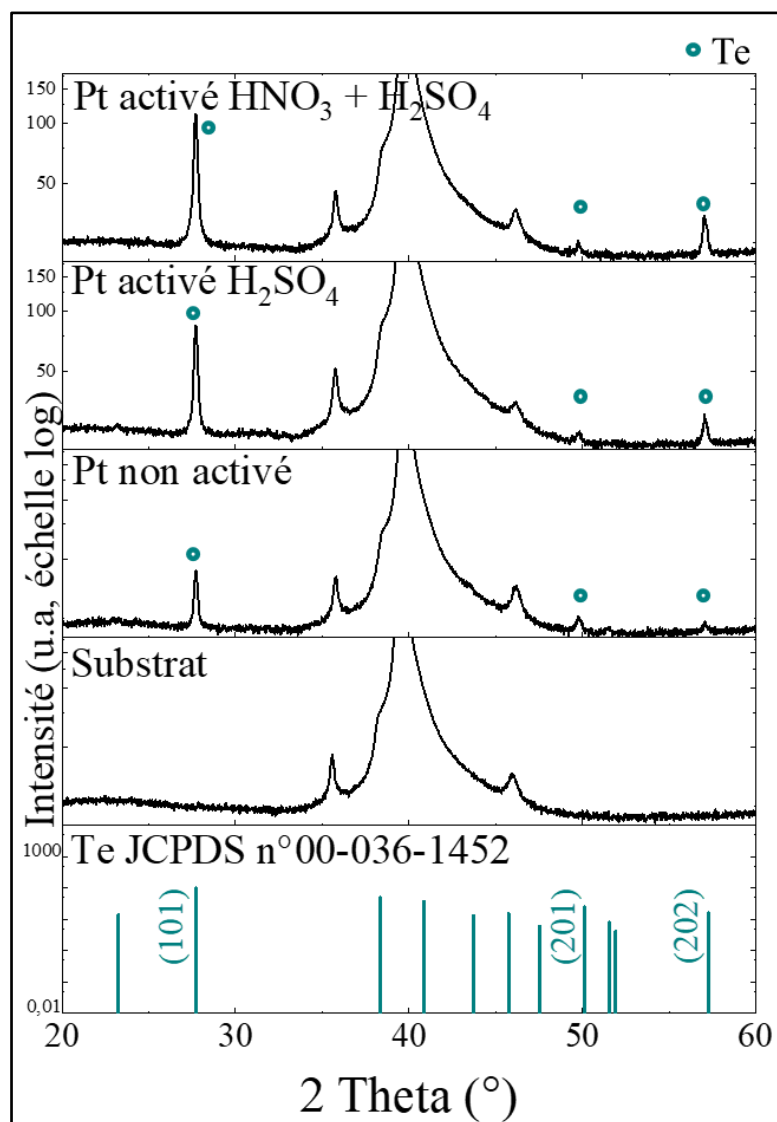 Te
150
Pt activé HNO₃ + H₂SO₄
100
50
150
Pt activé H₂SO₄
100
50
Pt non activé
Substrat
Intensité (u.a, échelle log)
Te JCPDS n°00-036-1452
1000
(101)
(201)
(202)
0,01
20
30
40
50
60
2 Theta (°)